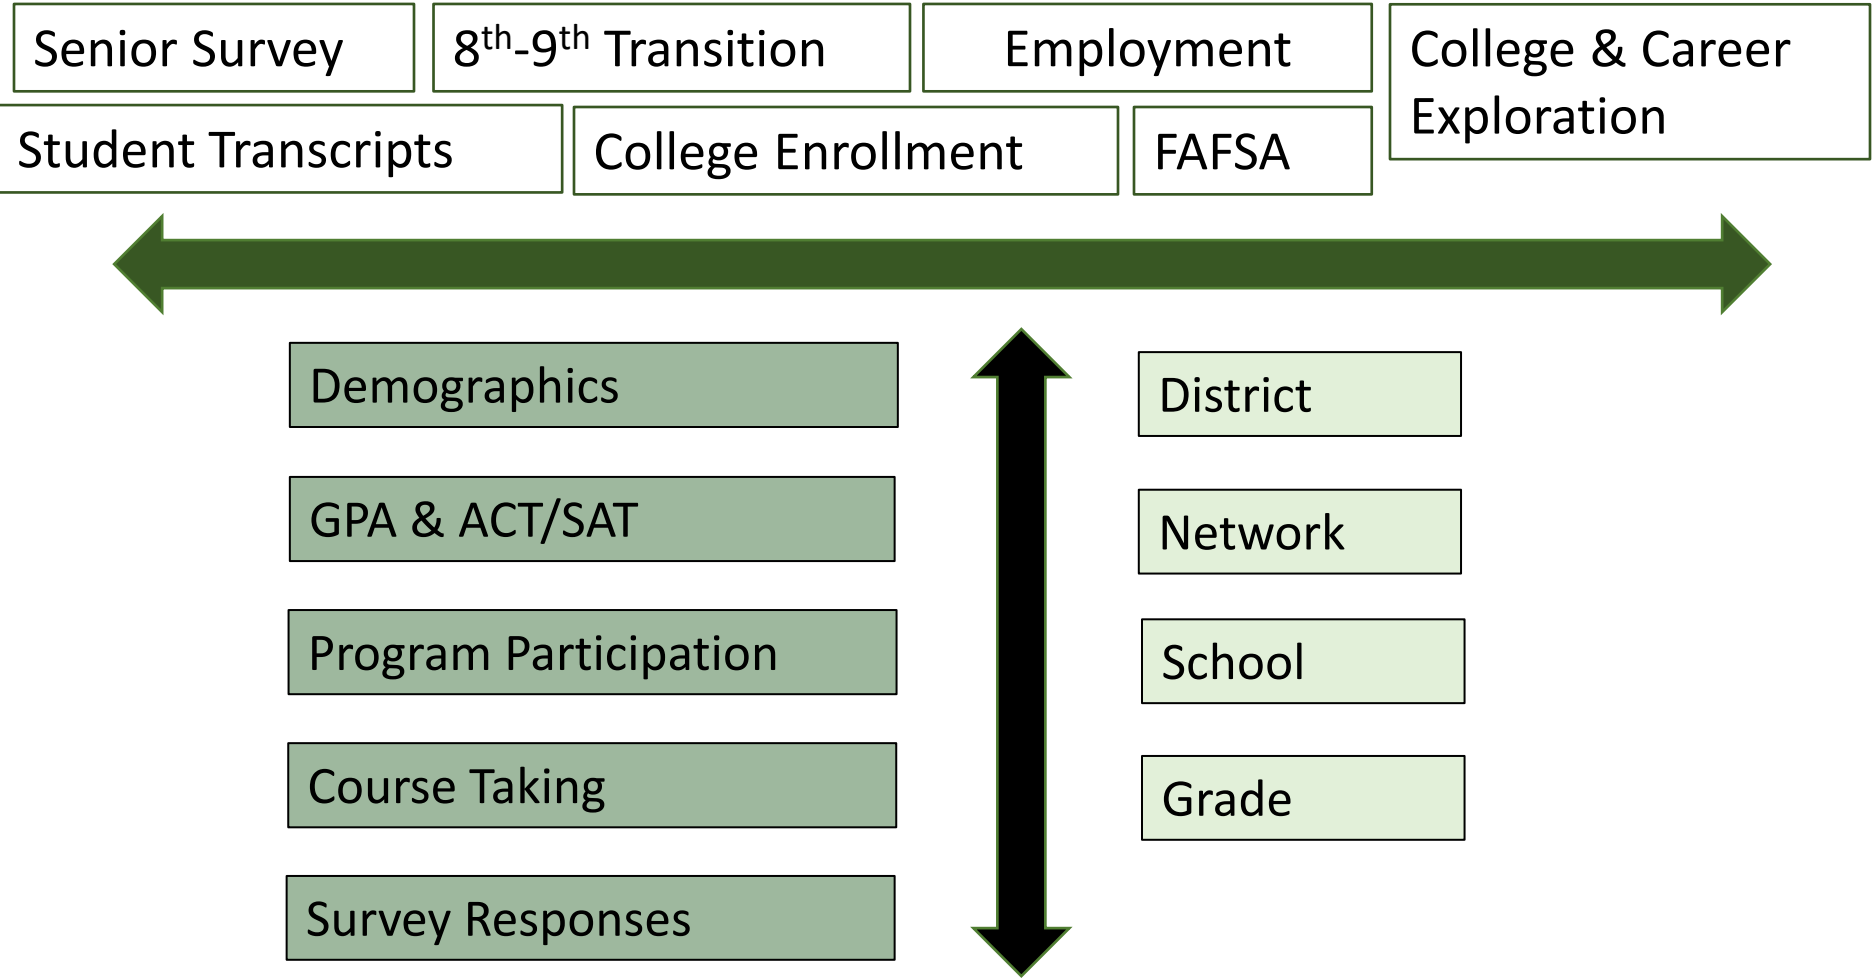 Senior Survey
8th-9th Transition
Employment
College & Career
Exploration
Student Transcripts
College Enrollment
FAFSA
Demographics
GPA & ACT/SAT
Program Participation
Course Taking
Survey Responses
District
Network
School
Grade